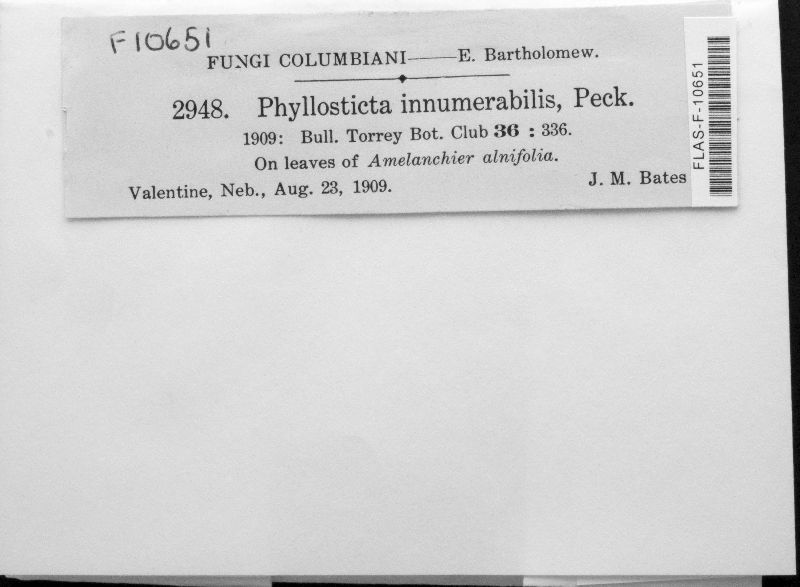 F10651
FUNGI COLUMBIANI——E. Bartholomew.
2948. Phyllosticta innumerabilis, Peck.
1909: Bull. Torrey Bot. Club 36 : 336.
On leaves of Amelanchier alnifolia.
Valentine, Neb., Aug. 23, 1909.
J. M. Bates
FLAS-F-10651